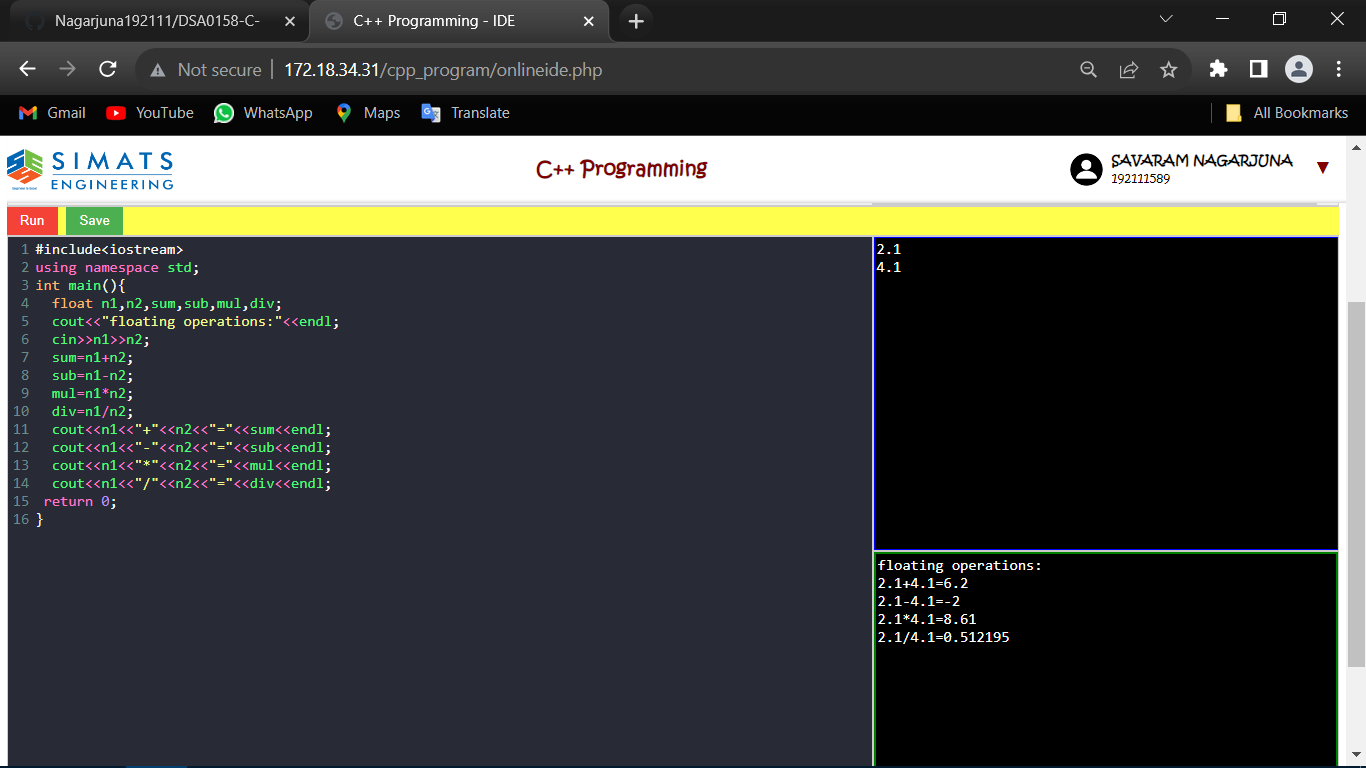 Nagarjuna192111/DSA0158-C-
C++ Programming - IDE
Not secure
172.18.34.31/cpp_program/onlineide.php
Gmail
YouTube
WhatsApp
Maps
Translate
All Bookmarks
SIMATS
ENGINEERING
C++ Programming
SAVARAM NAGARJUNA
192111589
Run
Save
1 #include<iostream>
2 using namespace std;
3 int main(){
4   float n1,n2,sum,sub,mul,div;
5   cout<<"floating operations:"<<endl;
6   cin>>n1>>n2;
7   sum=n1+n2;
8   sub=n1-n2;
9   mul=n1*n2;
10   div=n1/n2;
11   cout<<n1<<"+"<<n2<<"="<<sum<<endl;
12   cout<<n1<<"-"<<n2<<"="<<sub<<endl;
13   cout<<n1<<"*"<<n2<<"="<<mul<<endl;
14   cout<<n1<<"/"<<n2<<"="<<div<<endl;
15  return 0;
16 }
2.1
4.1
floating operations:
2.1+4.1=6.2
2.1-4.1=-2
2.1*4.1=8.61
2.1/4.1=0.512195